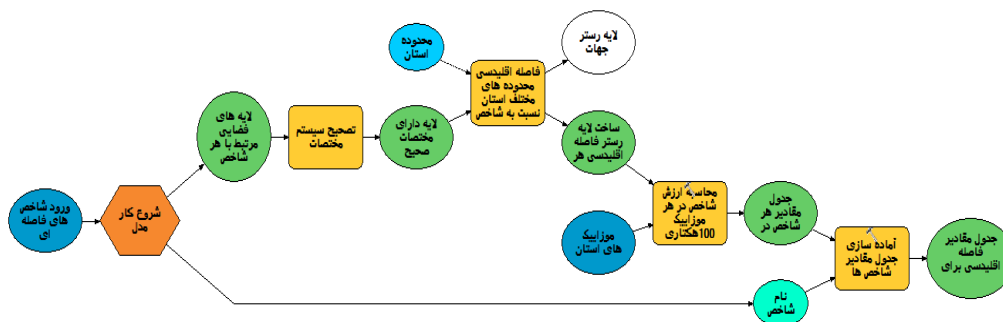 محدوده
استان
لایه رستر
جهات
فاصله اقلیدسی
محدوده های
مختلف استان
نسبت به شاخص
لایه های
فضایی
مرتبط با هر
شاخص
تصحیح سیستم
مختصات
لایه دارای
مختصات
صحیح
ساخت لایه
رستر فاصله
اقلیدسی هر
ورود شاخص
های فاصله
ای
شروع کار
مدل
محاسبه ارزش
شاخص در هر
موزاییک
100هکتاری
موزاییک
های استان
جدول
مقادیر هر
شاخص در
آماده سازی
جدول مقادیر
شاخص ها
جدول مقادیر
فاصله
اقلیدسی برای
نام
شاخص